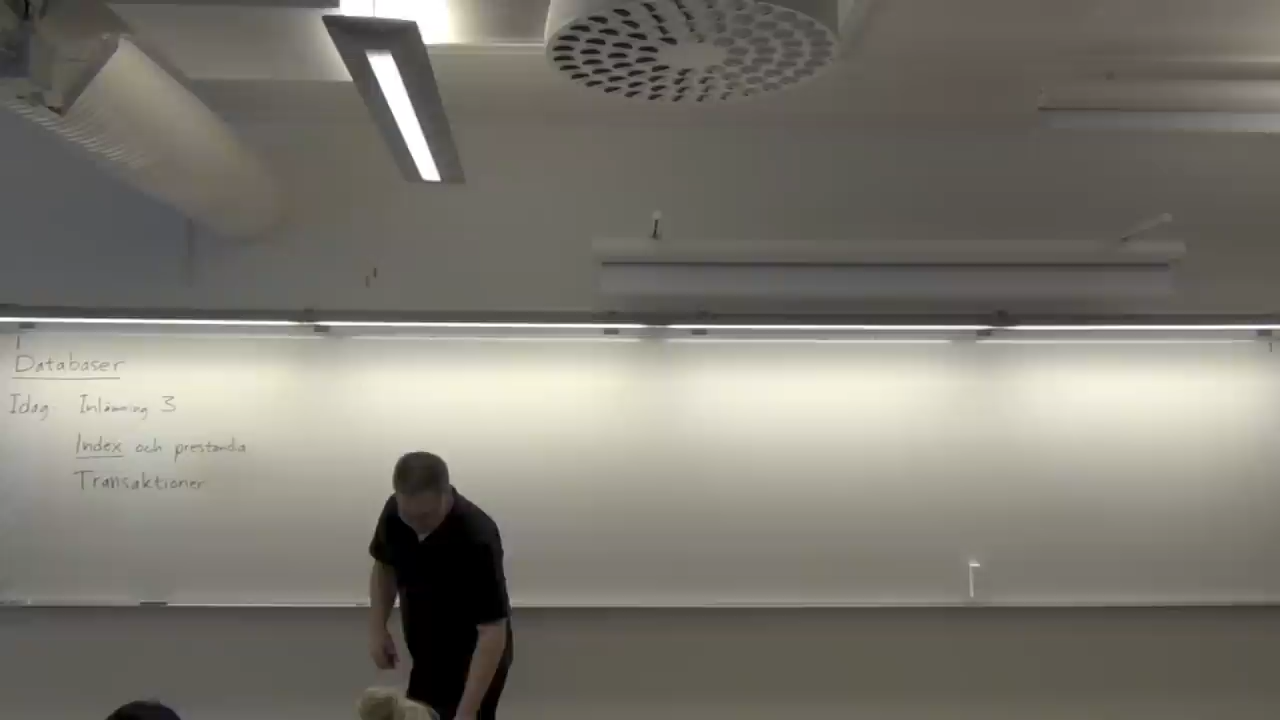 Databaser
Idag Inlämning 3
Index och prestanda
Transaktioner